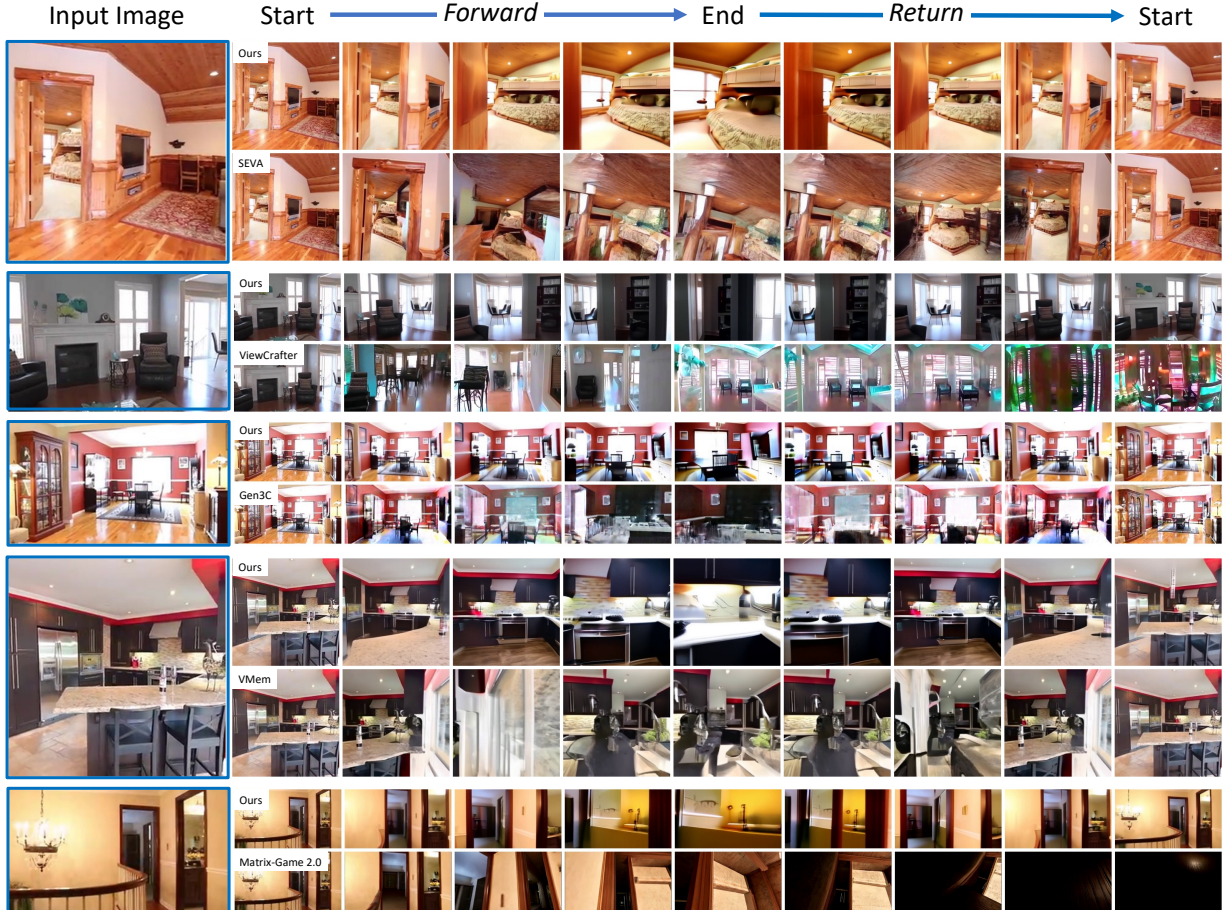 Input Image Start Forward End Return Start
Ours
SEVA
Ours
ViewCrafter
Ours
Gen3C
Ours
VMem
Ours
Matrix-Game 2.0